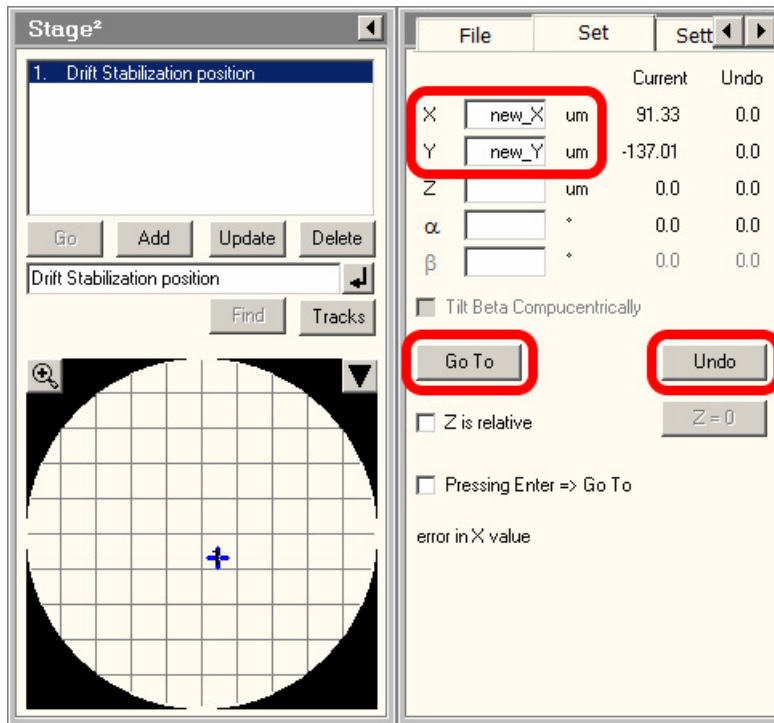 Stage²
1. Drift Stabilization position
Go Add Update Delete
Drift Stabilization position
Find Tracks
File Set Sett
Current Undo
X new_X um 91.33 0.0
Y new_Y um -137.01 0.0
Z um 0.0 0.0
α ° 0.0 0.0
β ° 0.0 0.0
Tilt Beta Compucentrically
Go To Undo
Z is relative Z = 0
Pressing Enter => Go To
error in X value